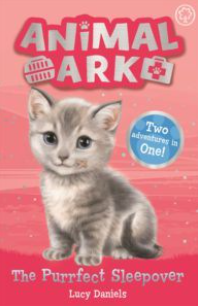 ANIMAL
ARK
Two
adventures in
One!
The Purrfect Sleepover
Lucy Daniels